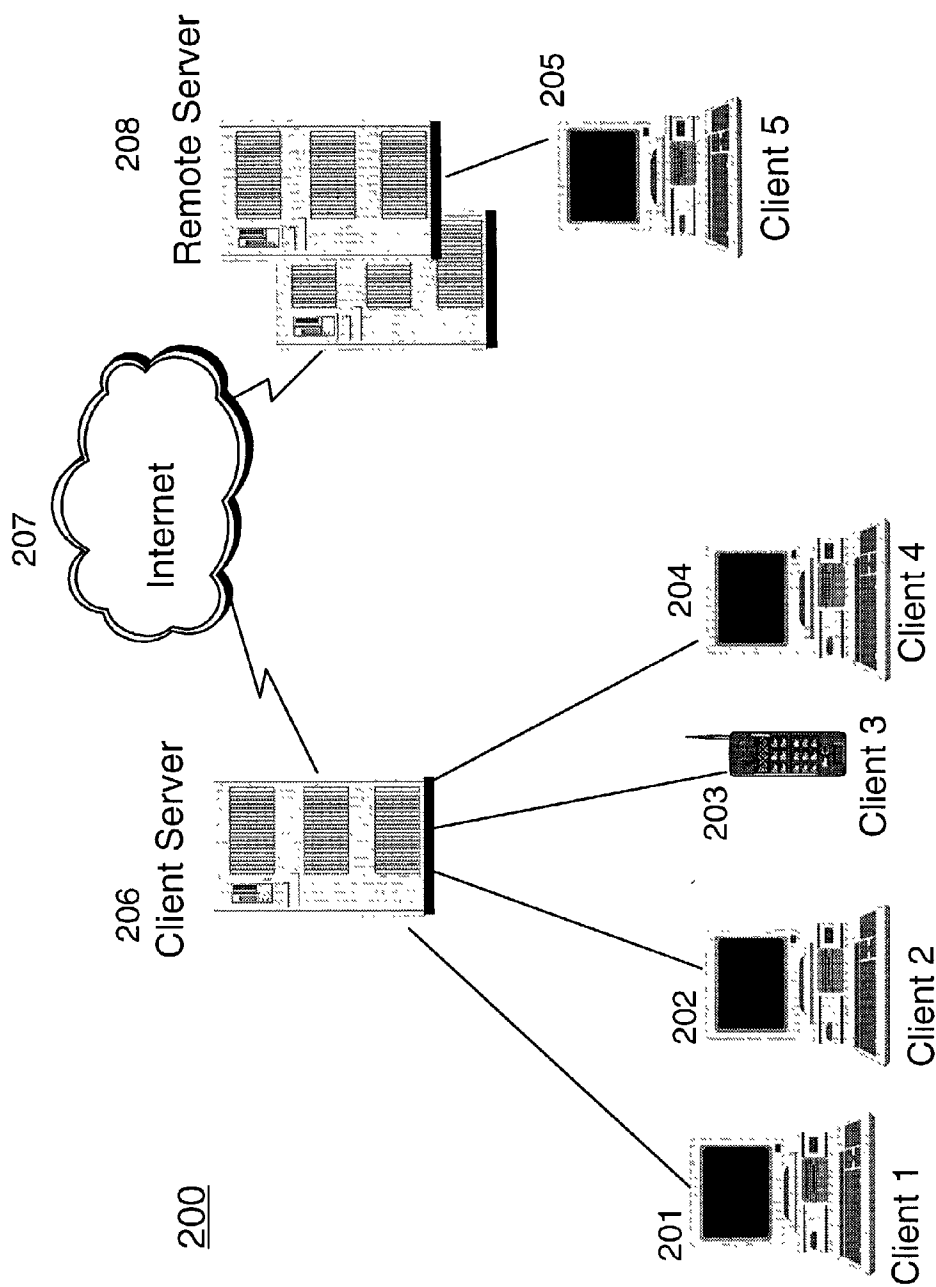 207
Internet
208
Remote Server
206
Client Server
205
Client 5
200
201
Client 1
202
Client 2
203
Client 3
204
Client 4